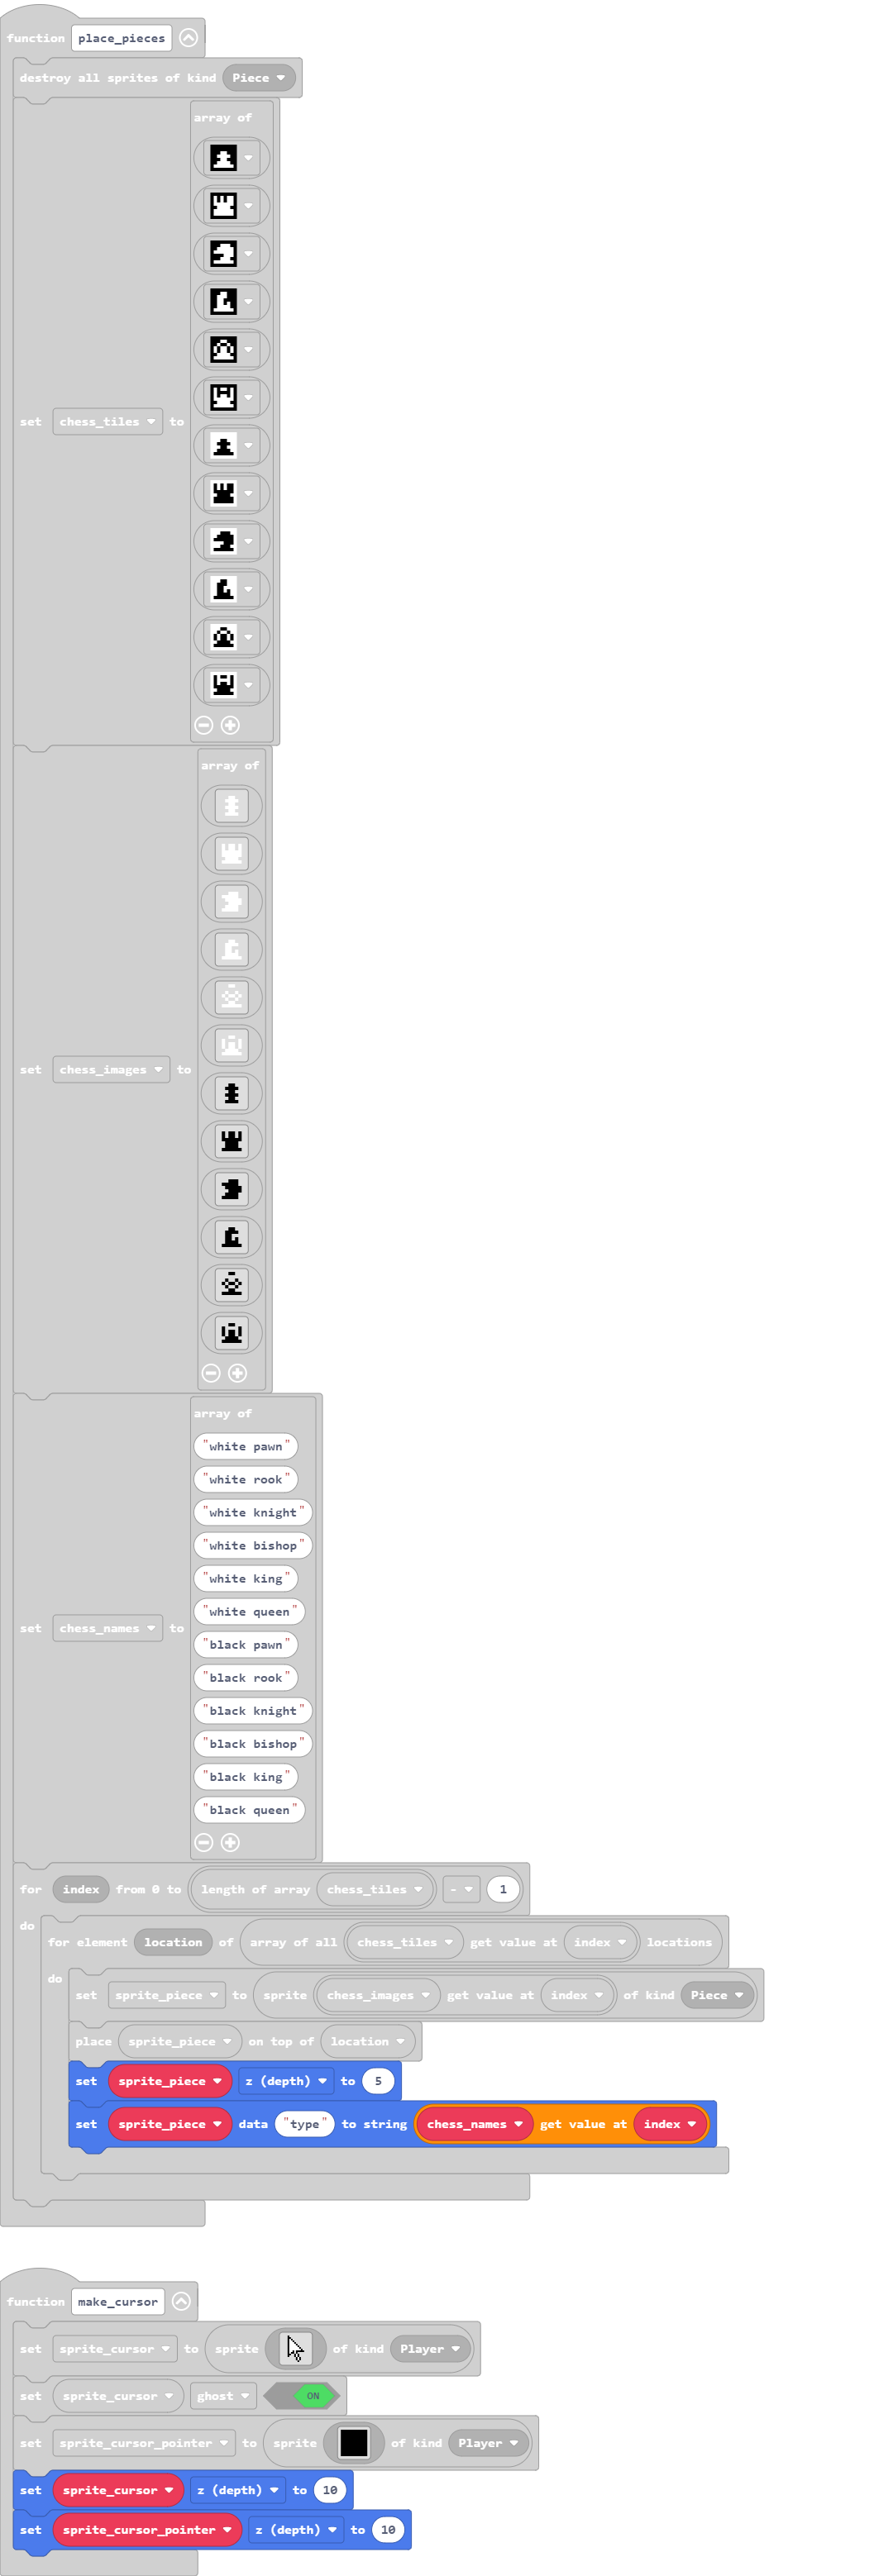 function place_pieces
destroy all sprites of kind Piece
array of
set chess_tiles to
array of
set chess_images to
array of
"white pawn"
"white rook"
"white knight"
"white bishop"
"white king"
"white queen"
set chess_names to
"black pawn"
"black rook"
"black knight"
"black bishop"
"black king"
"black queen"
for index from 0 to length of array chess_tiles - 1
do
for element location of array of all chess_tiles get value at index locations
do
set sprite_piece to sprite chess_images get value at index of kind Piece
place sprite_piece on top of location
set sprite_piece z (depth) to 5
set sprite_piece data "type" to string chess_names get value at index
function make_cursor
set sprite_cursor to sprite of kind Player
set sprite_cursor ghost ON
set sprite_cursor_pointer to sprite of kind Player
set sprite_cursor z (depth) to 10
set sprite_cursor_pointer z (depth) to 10